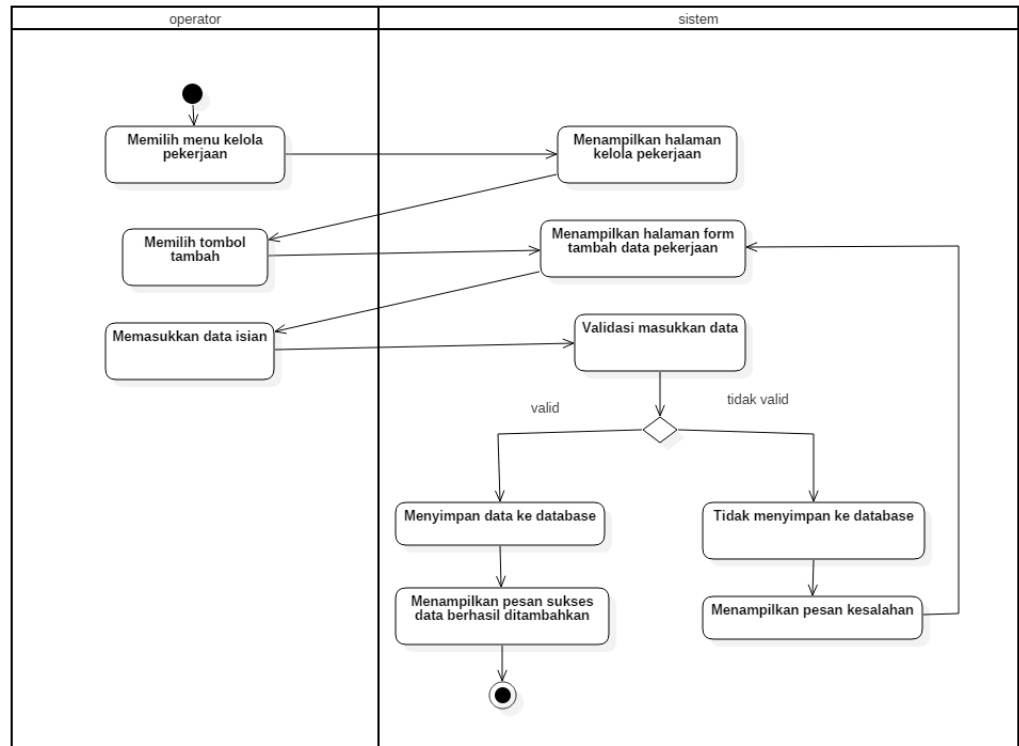 operator
sistem
Memilih menu kelola
pekerjaan
Menampilkan halaman
kelola pekerjaan
Memilih tombol
tambah
Menampilkan halaman form
tambah data pekerjaan
Memasukkan data isian
Validasi masukkan data
valid
tidak valid
Menyimpan data ke database
Tidak menyimpan ke database
Menampilkan pesan sukses
data berhasil ditambahkan
Menampilkan pesan kesalahan